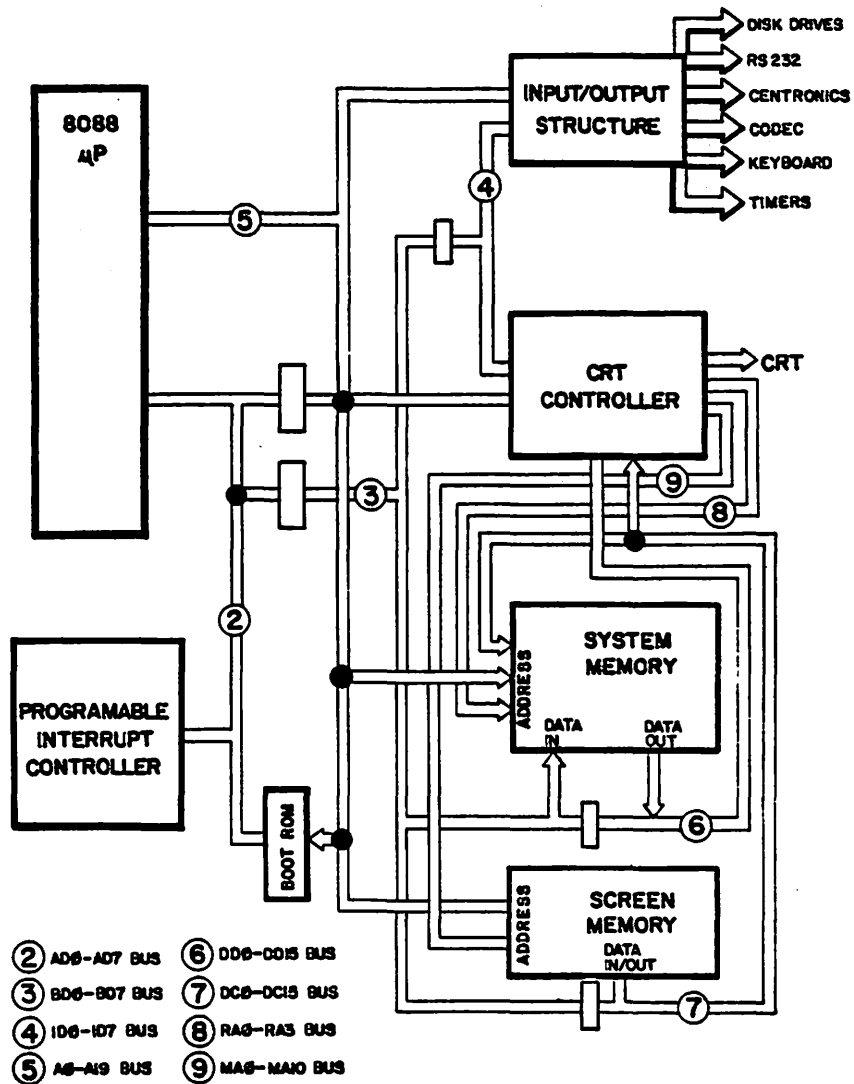 DISK DRIVES
RS 232
CENTRONICS
CODEC
KEYBOARD
TIMERS
INPUT/OUTPUT
STRUCTURE
8088
µP
4
5
CRT
CONTROLLER
CRT
3
9
8
2
SYSTEM
MEMORY
ADDRESS
DATA
IN
DATA
OUT
PROGRAMABLE
INTERRUPT
CONTROLLER
BOOT ROM
6
SCREEN
MEMORY
ADDRESS
DATA
IN/OUT
7
2 AD0-AD7 BUS
3 BD0-BD7 BUS
4 ID0-ID7 BUS
5 A0-A19 BUS
6 DD0-DD15 BUS
7 DC0-DC15 BUS
8 RA0-RA3 BUS
9 MA0-MA10 BUS